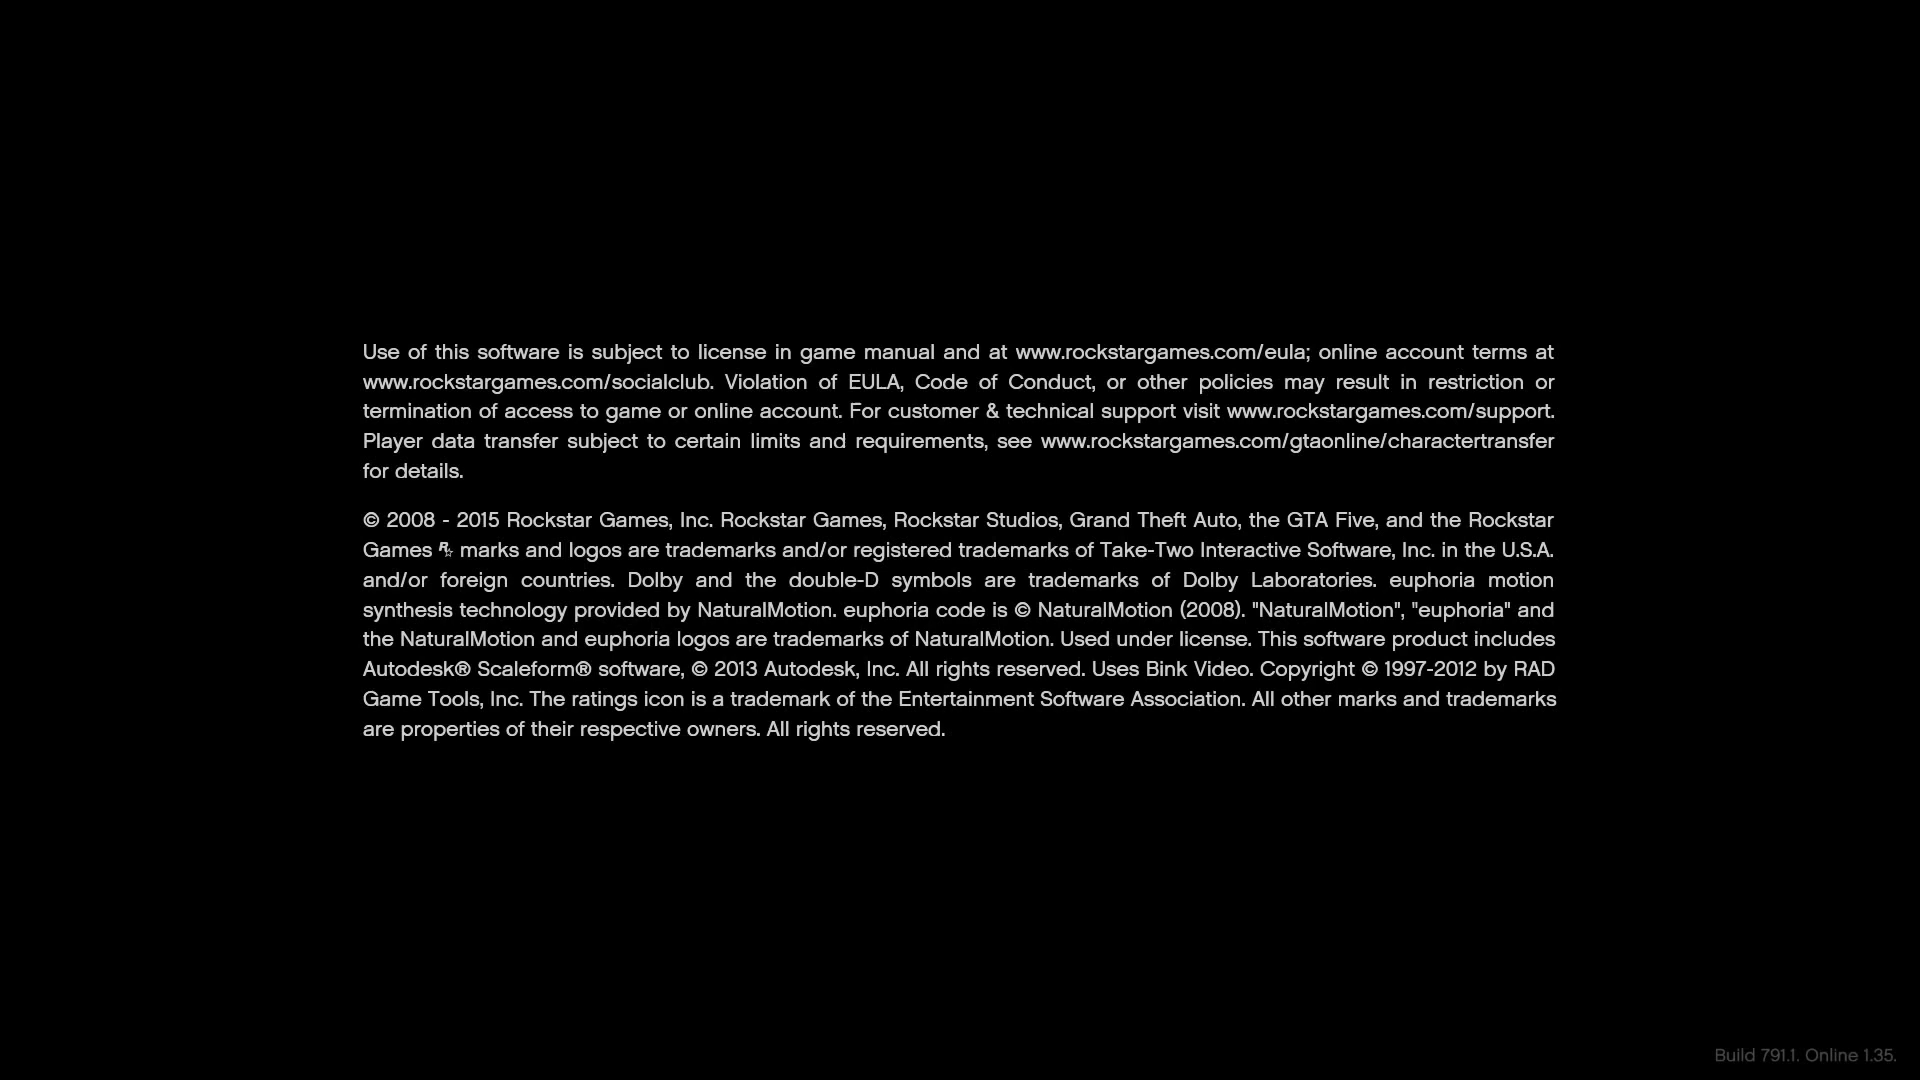 Use of this software is subject to license in game manual and at www.rockstargames.com/eula; online account terms at
www.rockstargames.com/socialclub. Violation of EULA, Code of Conduct, or other policies may result in restriction or
termination of access to game or online account. For customer & technical support visit www.rockstargames.com/support.
Player data transfer subject to certain limits and requirements, see www.rockstargames.com/gtaonline/charactertransfer
for details.
© 2008 - 2015 Rockstar Games, Inc. Rockstar Games, Rockstar Studios, Grand Theft Auto, the GTA Five, and the Rockstar
Games R* marks and logos are trademarks and/or registered trademarks of Take-Two Interactive Software, Inc. in the U.S.A.
and/or foreign countries. Dolby and the double-D symbols are trademarks of Dolby Laboratories. euphoria motion
synthesis technology provided by NaturalMotion. euphoria code is © NaturalMotion (2008). "NaturalMotion", "euphoria" and
the NaturalMotion and euphoria logos are trademarks of NaturalMotion. Used under license. This software product includes
Autodesk® Scaleform® software, © 2013 Autodesk, Inc. All rights reserved. Uses Bink Video. Copyright © 1997-2012 by RAD
Game Tools, Inc. The ratings icon is a trademark of the Entertainment Software Association. All other marks and trademarks
are properties of their respective owners. All rights reserved.
Build 791.1. Online 1.35.